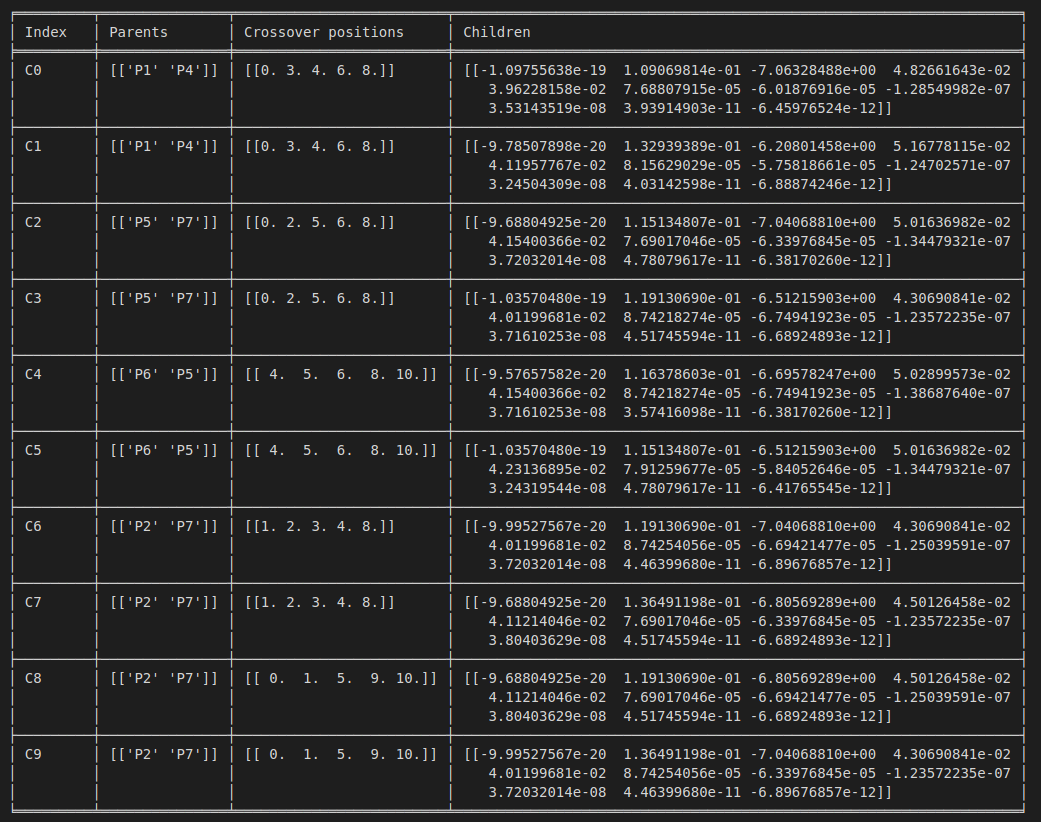 Index Parents Crossover positions Children
C0 [['P1' 'P4']] [[0. 3. 4. 6. 8.]] [[-1.09755638e-19 1.09069814e-01 -7.06328488e+00 4.82661643e-02
3.96228158e-02 7.68807915e-05 -6.01876916e-05 -1.28549982e-07
3.53143519e-08 3.93914903e-11 -6.45976524e-12]]
C1 [['P1' 'P4']] [[0. 3. 4. 6. 8.]] [[-9.78507898e-20 1.32939389e-01 -6.20801458e+00 5.16778115e-02
4.11957767e-02 8.15629029e-05 -5.75818661e-05 -1.24702571e-07
3.24504309e-08 4.03142598e-11 -6.88874246e-12]]
C2 [['P5' 'P7']] [[0. 2. 5. 6. 8.]] [[-9.68804925e-20 1.15134807e-01 -7.04068810e+00 5.01636982e-02
4.15400366e-02 7.69017046e-05 -6.33976845e-05 -1.34479321e-07
3.72032014e-08 4.78079617e-11 -6.38170260e-12]]
C3 [['P5' 'P7']] [[0. 2. 5. 6. 8.]] [[-1.03570480e-19 1.19130690e-01 -6.51215903e+00 4.30690841e-02
4.01199681e-02 8.74218274e-05 -6.74941923e-05 -1.23572235e-07
3.71610253e-08 4.51745594e-11 -6.68924893e-12]]
C4 [['P6' 'P5']] [[ 4. 5. 6. 8. 10.]] [[-9.57657582e-20 1.16378603e-01 -6.69578247e+00 5.02899573e-02
4.15400366e-02 8.74218274e-05 -6.74941923e-05 -1.38687640e-07
3.71610253e-08 3.57416098e-11 -6.38170260e-12]]
C5 [['P6' 'P5']] [[ 4. 5. 6. 8. 10.]] [[-1.03570480e-19 1.15134807e-01 -6.51215903e+00 5.01636982e-02
4.23136895e-02 7.91259677e-05 -5.84052646e-05 -1.34479321e-07
3.24319544e-08 4.78079617e-11 -6.41765545e-12]]
C6 [['P2' 'P7']] [[1. 2. 3. 4. 8.]] [[-9.99527567e-20 1.19130690e-01 -7.04068810e+00 4.30690841e-02
4.01199681e-02 8.74254056e-05 -6.69421477e-05 -1.25039591e-07
3.72032014e-08 4.46399680e-11 -6.89676857e-12]]
C7 [['P2' 'P7']] [[1. 2. 3. 4. 8.]] [[-9.68804925e-20 1.36491198e-01 -6.80569289e+00 4.50126458e-02
4.11214046e-02 7.69017046e-05 -6.33976845e-05 -1.23572235e-07
3.80403629e-08 4.51745594e-11 -6.68924893e-12]]
C8 [['P2' 'P7']] [[ 0. 1. 5. 9. 10.]] [[-9.68804925e-20 1.19130690e-01 -6.80569289e+00 4.50126458e-02
4.11214046e-02 7.69017046e-05 -6.69421477e-05 -1.25039591e-07
3.80403629e-08 4.51745594e-11 -6.68924893e-12]]
C9 [['P2' 'P7']] [[ 0. 1. 5. 9. 10.]] [[-9.99527567e-20 1.36491198e-01 -7.04068810e+00 4.30690841e-02
4.01199681e-02 8.74254056e-05 -6.33976845e-05 -1.23572235e-07
3.72032014e-08 4.46399680e-11 -6.89676857e-12]]